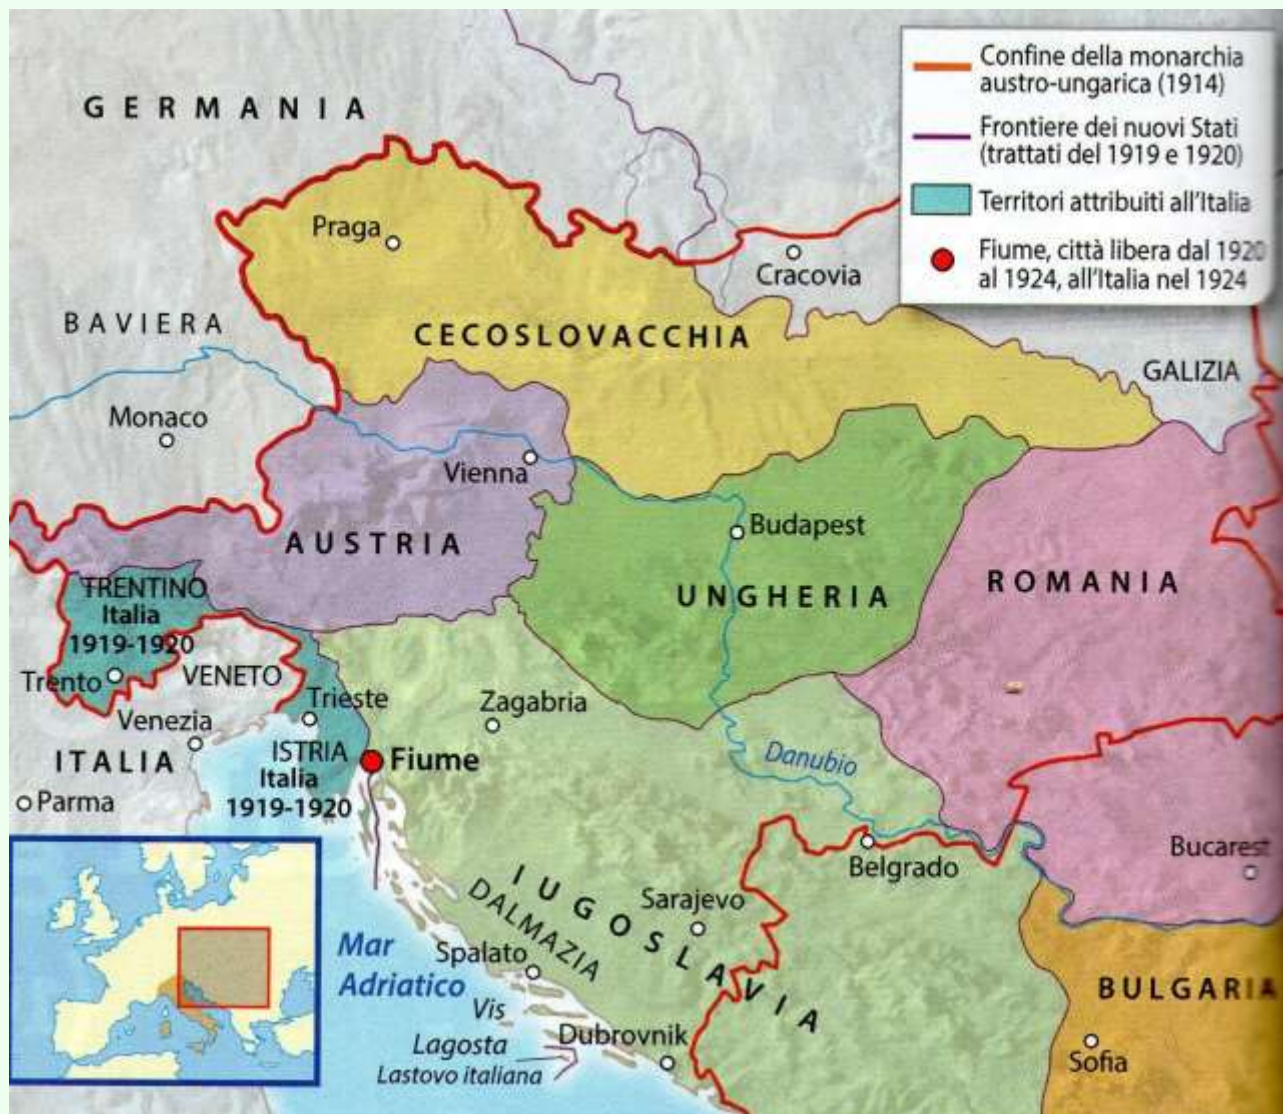 Confine della monarchia
austro-ungarica (1914)
Frontiere dei nuovi Stati
(trattati del 1919 e 1920)
Territori attribuiti all'Italia
Fiume, città libera dal 1920
al 1924, all'Italia nel 1924
GERMANIA
Praga
Cracovia
BAVIERA
CECOSLOVACCHIA
GALIZIA
Monaco
Vienna
Budapest
AUSTRIA
UNGHERIA
ROMANIA
TRENTINO
Italia
1919-1920
Trento
VENETO
Trieste
Zagabria
Venezia
ISTRIA
Italia
1919-1920
Fiume
ITALIA
Parma
Danubio
Belgrado
Bucarest
IUGOSLAVIA
DALMAZIA
Sarajevo
Mar
Adriatico
Spalato
Vis
BULGARIA
Lagosta
Lastovo italiana
Dubrovnik
Sofia